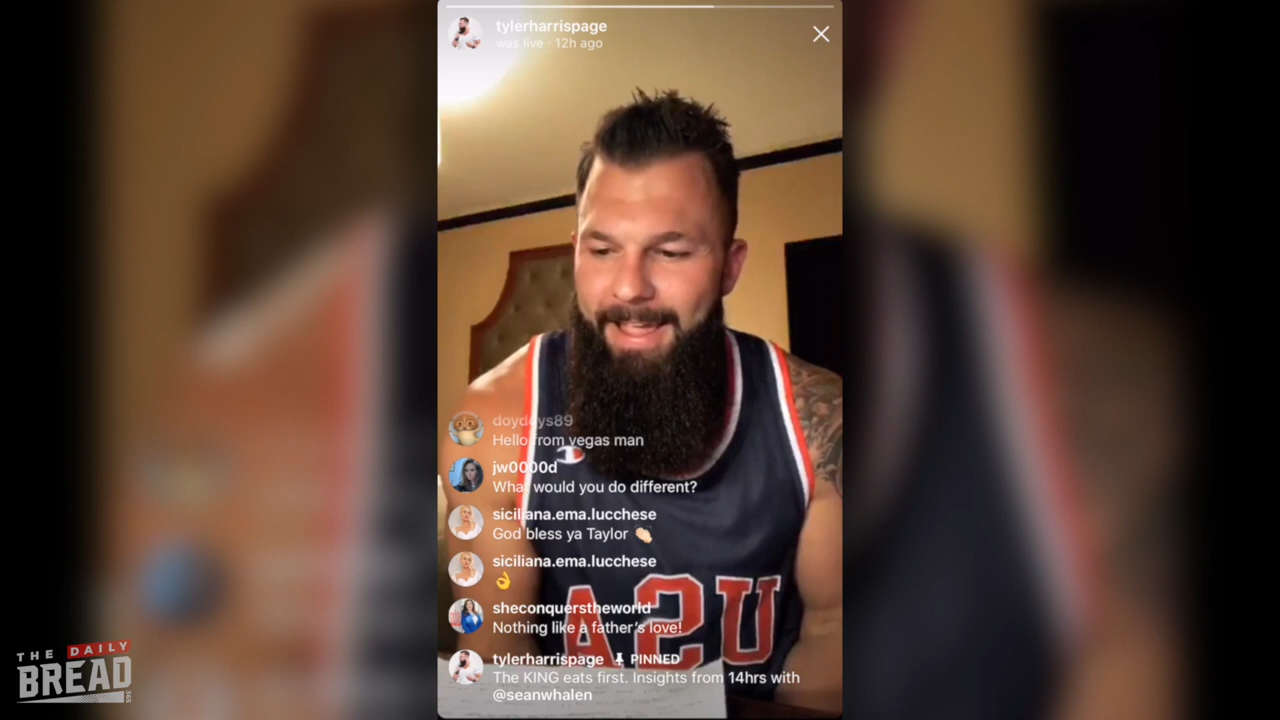 tylerharrispage
was live · 12h ago
doydoys89
Hello from vegas man
jw0000d
What would you do different?
siciliana.ema.lucchese
God bless ya Taylor 👏🏻
siciliana.ema.lucchese
👌
sheconquerstheworld
Nothing like a father's love!
tylerharrispage 📌 PINNED
The KING eats first. Insights from 14hrs with
@seanwhalen
USA
THE DAILY
BREAD
365